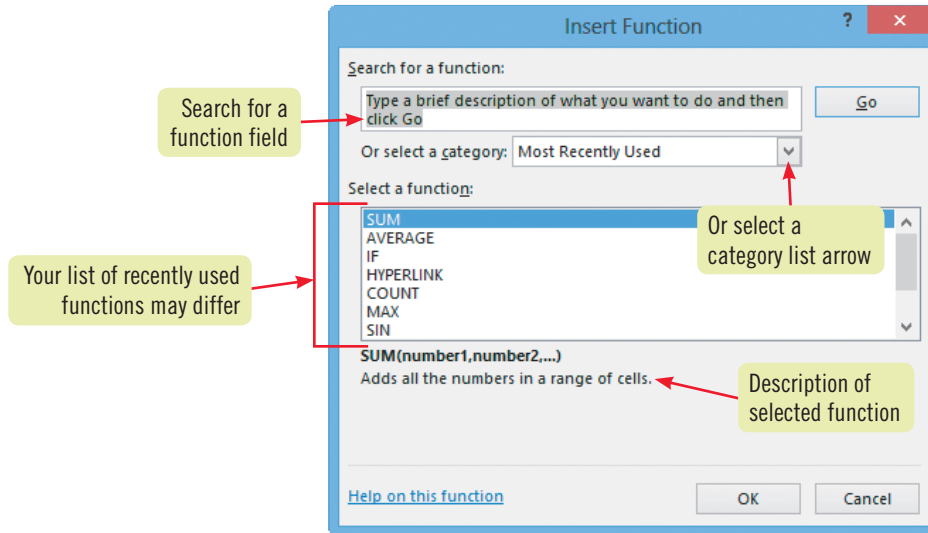 Insert Function
?
×
Search for a function:
Type a brief description of what you want to do and then
click Go
Go
Search for a
function field
Or select a category:
Most Recently Used
Select a function:
SUM
AVERAGE
IF
HYPERLINK
COUNT
MAX
SIN
Or select a
category list arrow
Your list of recently used
functions may differ
SUM(number1,number2,...)
Adds all the numbers in a range of cells.
Description of
selected function
Help on this function
OK
Cancel